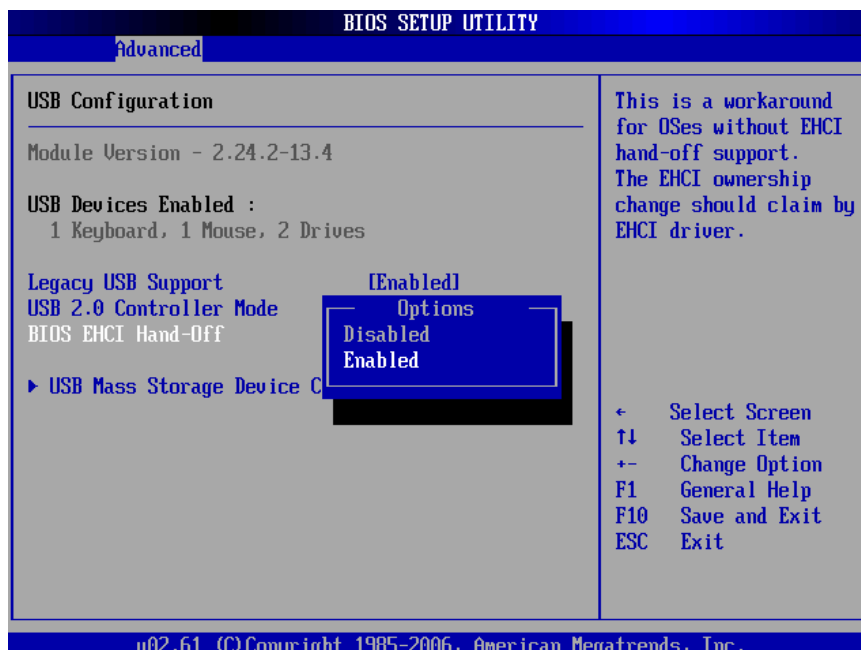 BIOS SETUP UTILITY
Advanced
USB Configuration
Module Version - 2.24.2-13.4
USB Devices Enabled :
1 Keyboard, 1 Mouse, 2 Drives
Legacy USB Support [Enabled]
USB 2.0 Controller Mode
BIOS EHCI Hand-Off
USB Mass Storage Device C
Options
Disabled
Enabled
This is a workaround
for OSes without EHCI
hand-off support.
The EHCI ownership
change should claim by
EHCI driver.
← Select Screen
↑↓ Select Item
+- Change Option
F1 General Help
F10 Save and Exit
ESC Exit
v02.61 (C)Copyright 1985-2006, American Megatrends, Inc.